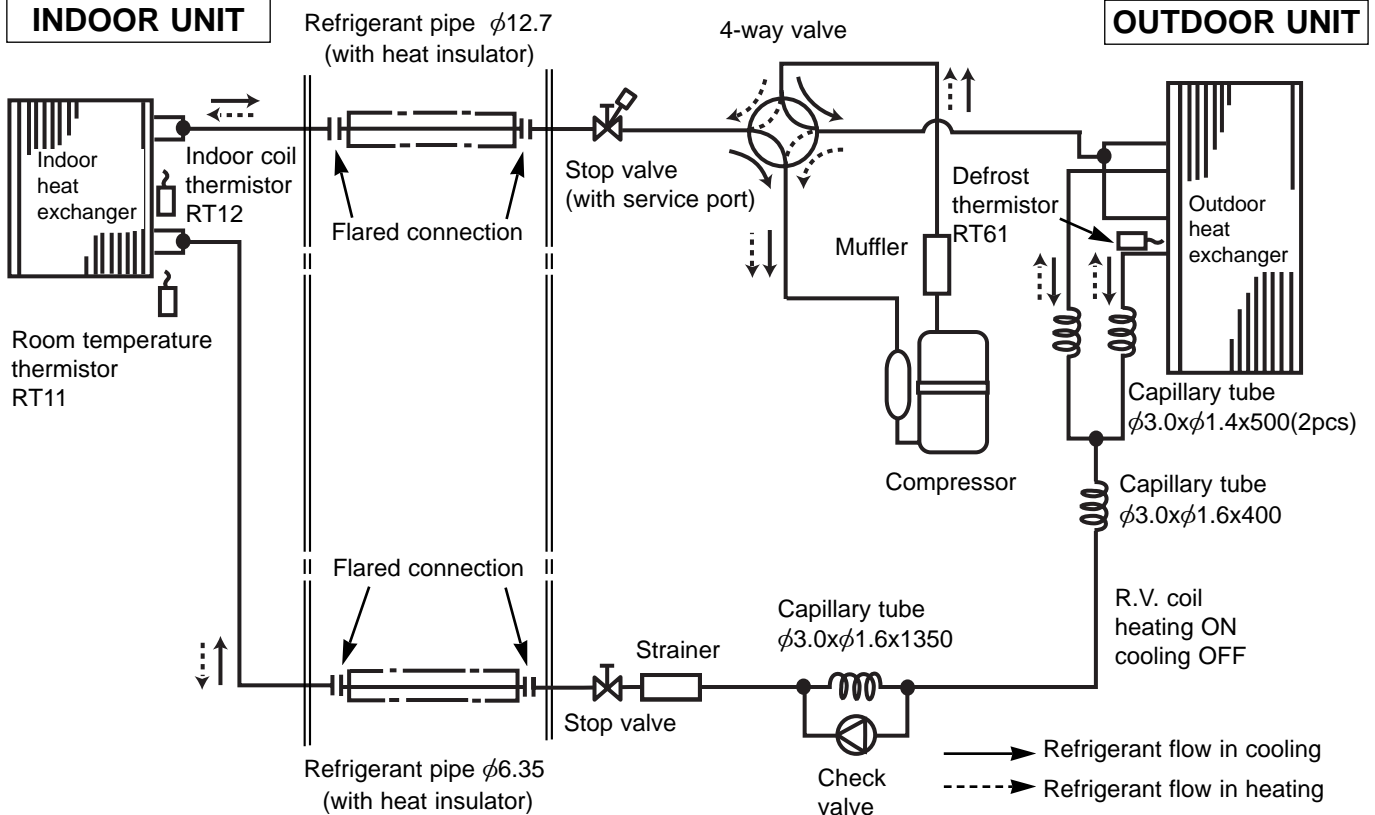 INDOOR UNIT
Refrigerant pipe ϕ12.7
(with heat insulator)
4-way valve
OUTDOOR UNIT
Indoor
heat
exchanger
Indoor coil
thermistor
RT12
Flared connection
Stop valve
(with service port)
Muffler
Defrost
thermistor
RT61
Outdoor
heat
exchanger
Room temperature
thermistor
RT11
Capillary tube
ϕ3.0xϕ1.4x500(2pcs)
Compressor
Capillary tube
ϕ3.0xϕ1.6x400
Flared connection
Capillary tube
ϕ3.0xϕ1.6x1350
R.V. coil
heating ON
cooling OFF
Strainer
Stop valve
Refrigerant pipe ϕ6.35
(with heat insulator)
Check
valve
Refrigerant flow in cooling
Refrigerant flow in heating